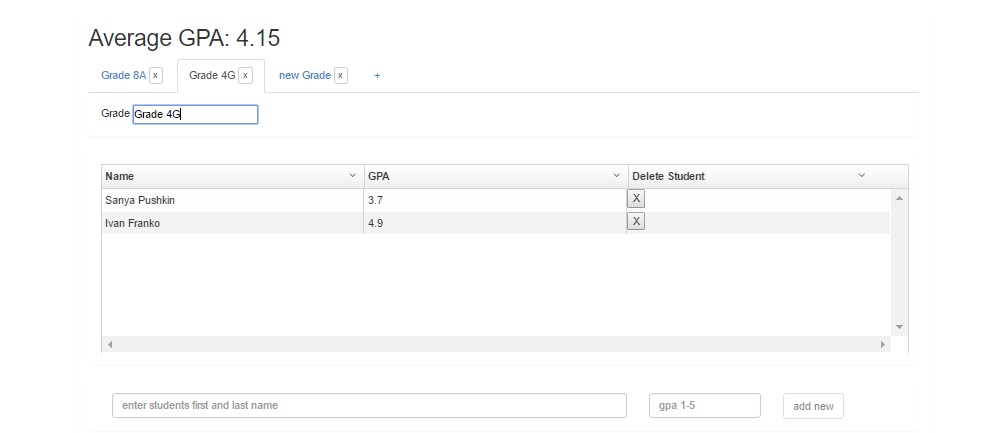 Average GPA: 4.15
Grade 8A x Grade 4G x new Grade x +
Grade Grade 4G
Name GPA Delete Student
Sanya Pushkin 3.7 X
Ivan Franko 4.9 X
enter students first and last name gpa 1-5 add new